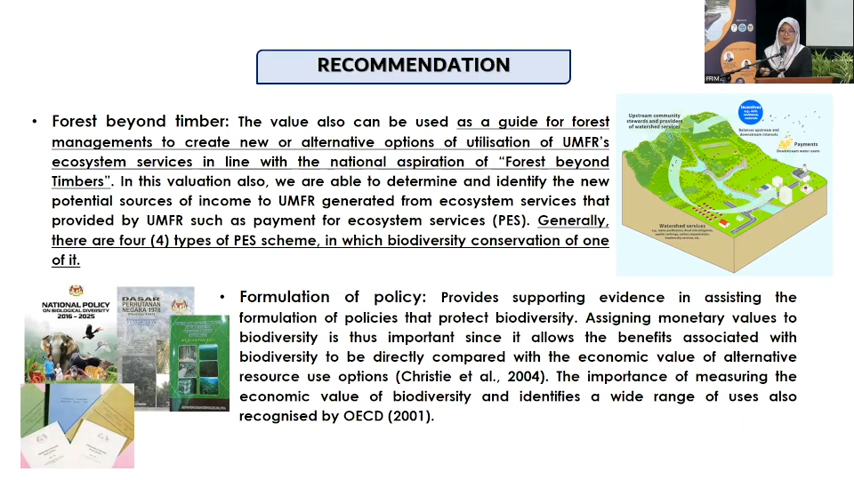 RECOMMENDATION
• Forest beyond timber: The value also can be used as a guide for forest
managements to create new or alternative options of utilisation of UMFR's
ecosystem services in line with the national aspiration of "Forest beyond
Timbers". In this valuation also, we are able to determine and identify the new
potential sources of income to UMFR generated from ecosystem services that
provided by UMFR such as payment for ecosystem services (PES). Generally,
there are four (4) types of PES scheme, in which biodiversity conservation of one
of it.
Upstream community
stewards and providers
of watershed services
Incentives
Payments
Downstream water users
Watershed services
• Formulation of policy: Provides supporting evidence in assisting the
formulation of policies that protect biodiversity. Assigning monetary values to
biodiversity is thus important since it allows the benefits associated with
biodiversity to be directly compared with the economic value of alternative
resource use options (Christie et al., 2004). The importance of measuring the
economic value of biodiversity and identifies a wide range of uses also
recognised by OECD (2001).
NATIONAL POLICY
ON BIOLOGICAL DIVERSITY
2016 - 2025
DASAR
PERHUTANAN
NEGARA 1978